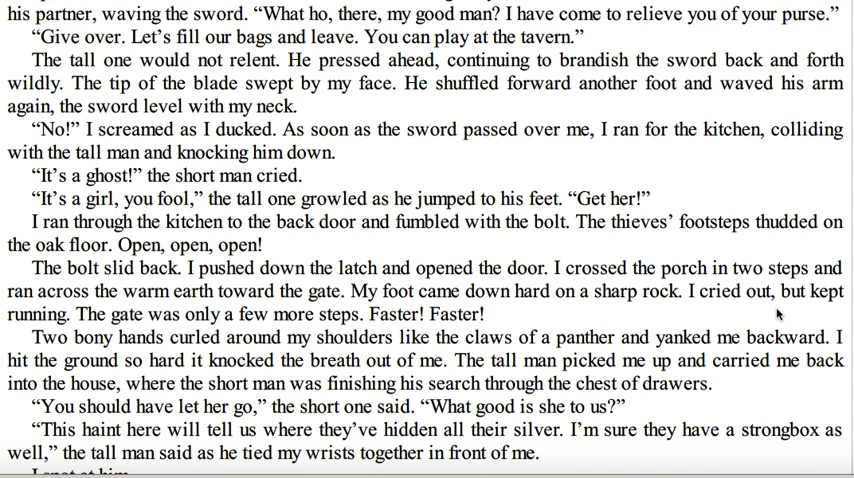 his partner, waving the sword. “What ho, there, my good man? I have come to relieve you of your purse.”
“Give over. Let’s fill our bags and leave. You can play at the tavern.”
The tall one would not relent. He pressed ahead, continuing to brandish the sword back and forth
wildly. The tip of the blade swept by my face. He shuffled forward another foot and waved his arm
again, the sword level with my neck.
“No!” I screamed as I ducked. As soon as the sword passed over me, I ran for the kitchen, colliding
with the tall man and knocking him down.
“It’s a ghost!” the short man cried.
“It’s a girl, you fool,” the tall one growled as he jumped to his feet. “Get her!”
I ran through the kitchen to the back door and fumbled with the bolt. The thieves’ footsteps thudded on
the oak floor. Open, open, open!
The bolt slid back. I pushed down the latch and opened the door. I crossed the porch in two steps and
ran across the warm earth toward the gate. My foot came down hard on a sharp rock. I cried out, but kept
running. The gate was only a few more steps. Faster! Faster!
Two bony hands curled around my shoulders like the claws of a panther and yanked me backward. I
hit the ground so hard it knocked the breath out of me. The tall man picked me up and carried me back
into the house, where the short man was finishing his search through the chest of drawers.
“You should have let her go,” the short one said. “What good is she to us?”
“This haint here will tell us where they’ve hidden all their silver. I’m sure they have a strongbox as
well,” the tall man said as he tied my wrists together in front of me.
I spat at him